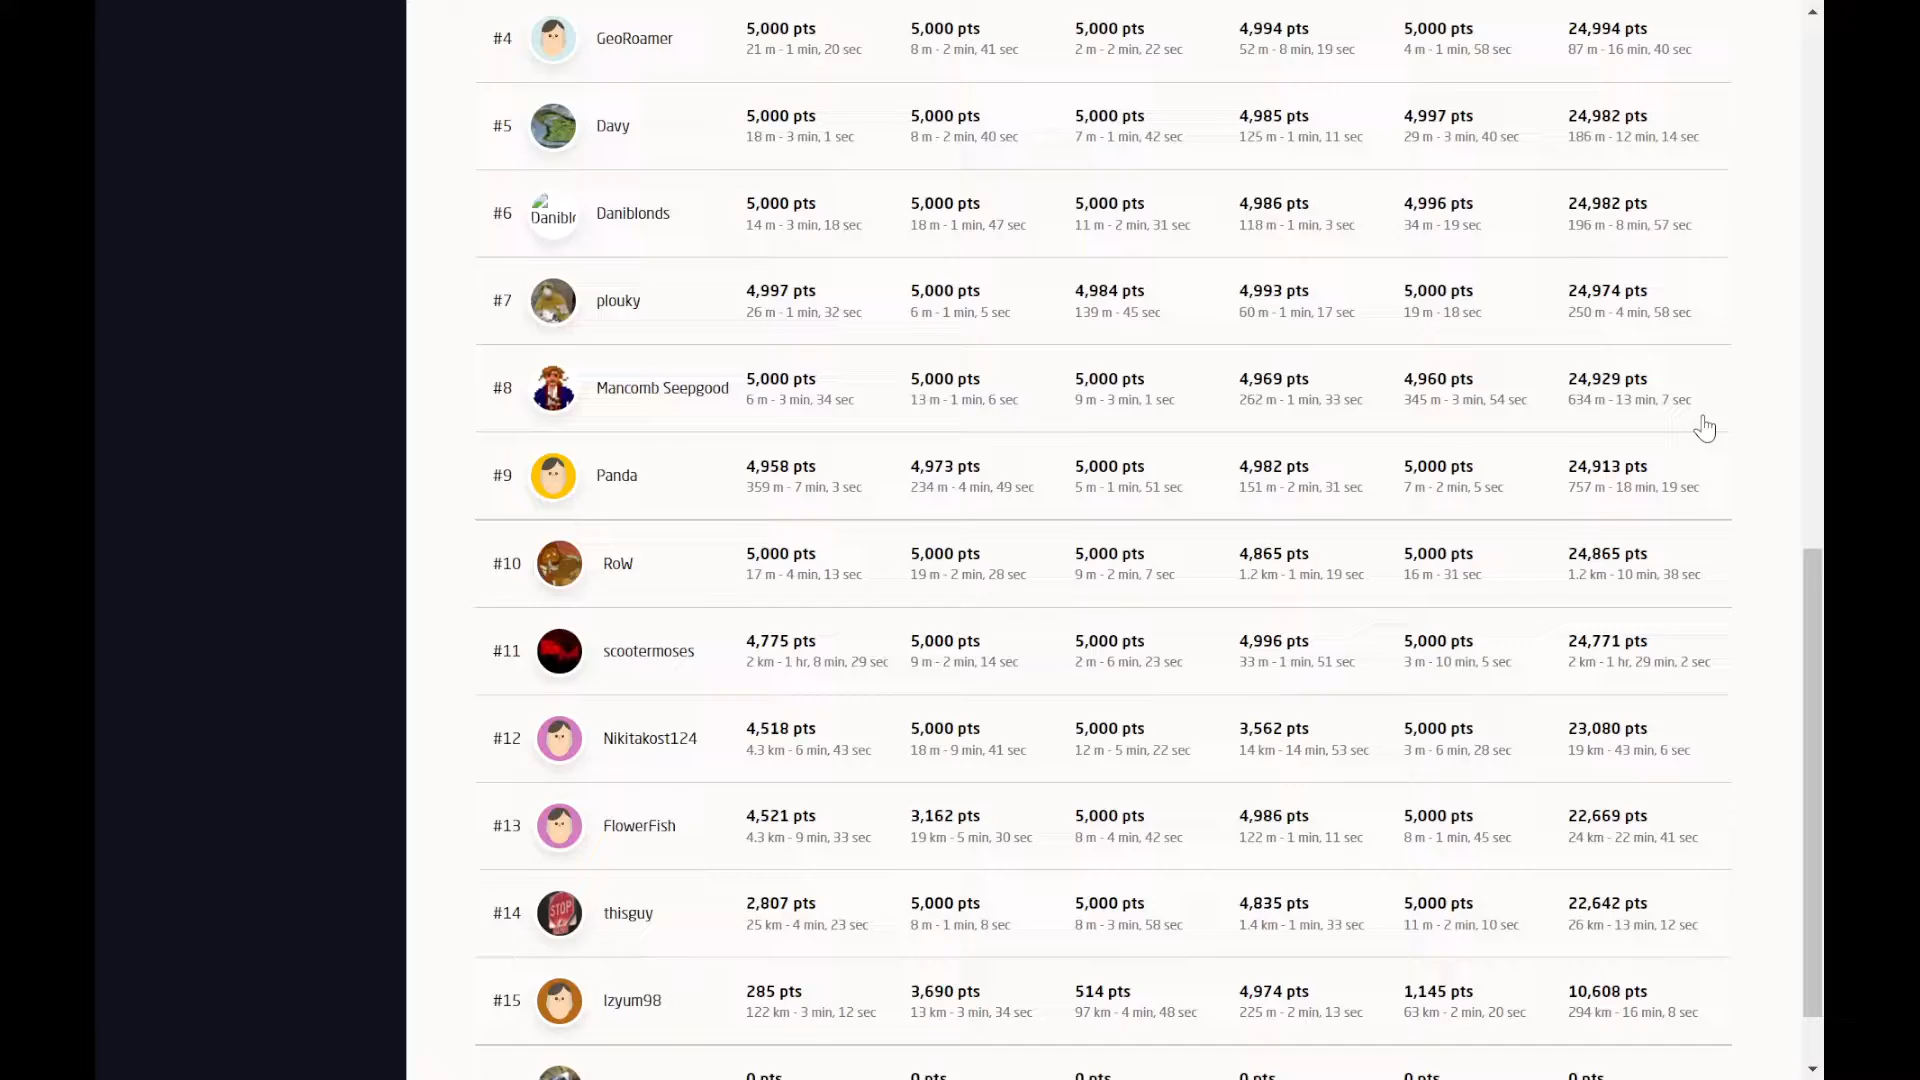 #4 GeoRoamer 5,000 pts 5,000 pts 5,000 pts 4,994 pts 5,000 pts 24,994 pts
21 m - 1 min, 20 sec 8 m - 2 min, 41 sec 2 m - 2 min, 22 sec 52 m - 8 min, 19 sec 4 m - 1 min, 58 sec 87 m - 16 min, 40 sec
#5 Davy 5,000 pts 5,000 pts 5,000 pts 4,985 pts 4,997 pts 24,982 pts
18 m - 3 min, 1 sec 8 m - 2 min, 40 sec 7 m - 1 min, 42 sec 125 m - 1 min, 11 sec 29 m - 3 min, 40 sec 186 m - 12 min, 14 sec
#6 Daniblo Daniblonds 5,000 pts 5,000 pts 5,000 pts 4,986 pts 4,996 pts 24,982 pts
14 m - 3 min, 18 sec 18 m - 1 min, 47 sec 11 m - 2 min, 31 sec 118 m - 1 min, 3 sec 34 m - 19 sec 196 m - 8 min, 57 sec
#7 plouky 4,997 pts 5,000 pts 4,984 pts 4,993 pts 5,000 pts 24,974 pts
26 m - 1 min, 32 sec 6 m - 1 min, 5 sec 139 m - 45 sec 60 m - 1 min, 17 sec 19 m - 18 sec 250 m - 4 min, 58 sec
#8 Mancomb Seepgood 5,000 pts 5,000 pts 5,000 pts 4,969 pts 4,960 pts 24,929 pts
6 m - 3 min, 34 sec 13 m - 1 min, 6 sec 9 m - 3 min, 1 sec 262 m - 1 min, 33 sec 345 m - 3 min, 54 sec 634 m - 13 min, 7 sec
#9 Panda 4,958 pts 4,973 pts 5,000 pts 4,982 pts 5,000 pts 24,913 pts
359 m - 7 min, 3 sec 234 m - 4 min, 49 sec 5 m - 1 min, 51 sec 151 m - 2 min, 31 sec 7 m - 2 min, 5 sec 757 m - 18 min, 19 sec
#10 RoW 5,000 pts 5,000 pts 5,000 pts 4,865 pts 5,000 pts 24,865 pts
17 m - 4 min, 13 sec 19 m - 2 min, 28 sec 9 m - 2 min, 7 sec 1.2 km - 1 min, 19 sec 16 m - 31 sec 1.2 km - 10 min, 38 sec
#11 scootermoses 4,775 pts 5,000 pts 5,000 pts 4,996 pts 5,000 pts 24,771 pts
2 km - 1 hr, 8 min, 29 sec 9 m - 2 min, 14 sec 2 m - 6 min, 23 sec 33 m - 1 min, 51 sec 3 m - 10 min, 5 sec 2 km - 1 hr, 29 min, 2 sec
#12 Nikitakost124 4,518 pts 5,000 pts 5,000 pts 3,562 pts 5,000 pts 23,080 pts
4.3 km - 6 min, 43 sec 18 m - 9 min, 41 sec 12 m - 5 min, 22 sec 14 km - 14 min, 53 sec 3 m - 6 min, 28 sec 19 km - 43 min, 6 sec
#13 FlowerFish 4,521 pts 3,162 pts 5,000 pts 4,986 pts 5,000 pts 22,669 pts
4.3 km - 9 min, 33 sec 19 km - 5 min, 30 sec 8 m - 4 min, 42 sec 122 m - 1 min, 11 sec 8 m - 1 min, 45 sec 24 km - 22 min, 41 sec
#14 STOP thisguy 2,807 pts 5,000 pts 5,000 pts 4,835 pts 5,000 pts 22,642 pts
25 km - 4 min, 23 sec 8 m - 1 min, 8 sec 8 m - 3 min, 58 sec 1.4 km - 1 min, 33 sec 11 m - 2 min, 10 sec 26 km - 13 min, 12 sec
#15 Izyum98 285 pts 3,690 pts 514 pts 4,974 pts 1,145 pts 10,608 pts
122 km - 3 min, 12 sec 13 km - 3 min, 34 sec 97 km - 4 min, 48 sec 225 m - 2 min, 13 sec 63 km - 2 min, 20 sec 294 km - 16 min, 8 sec
0 pts 0 pts 0 pts 0 pts 0 pts 0 pts